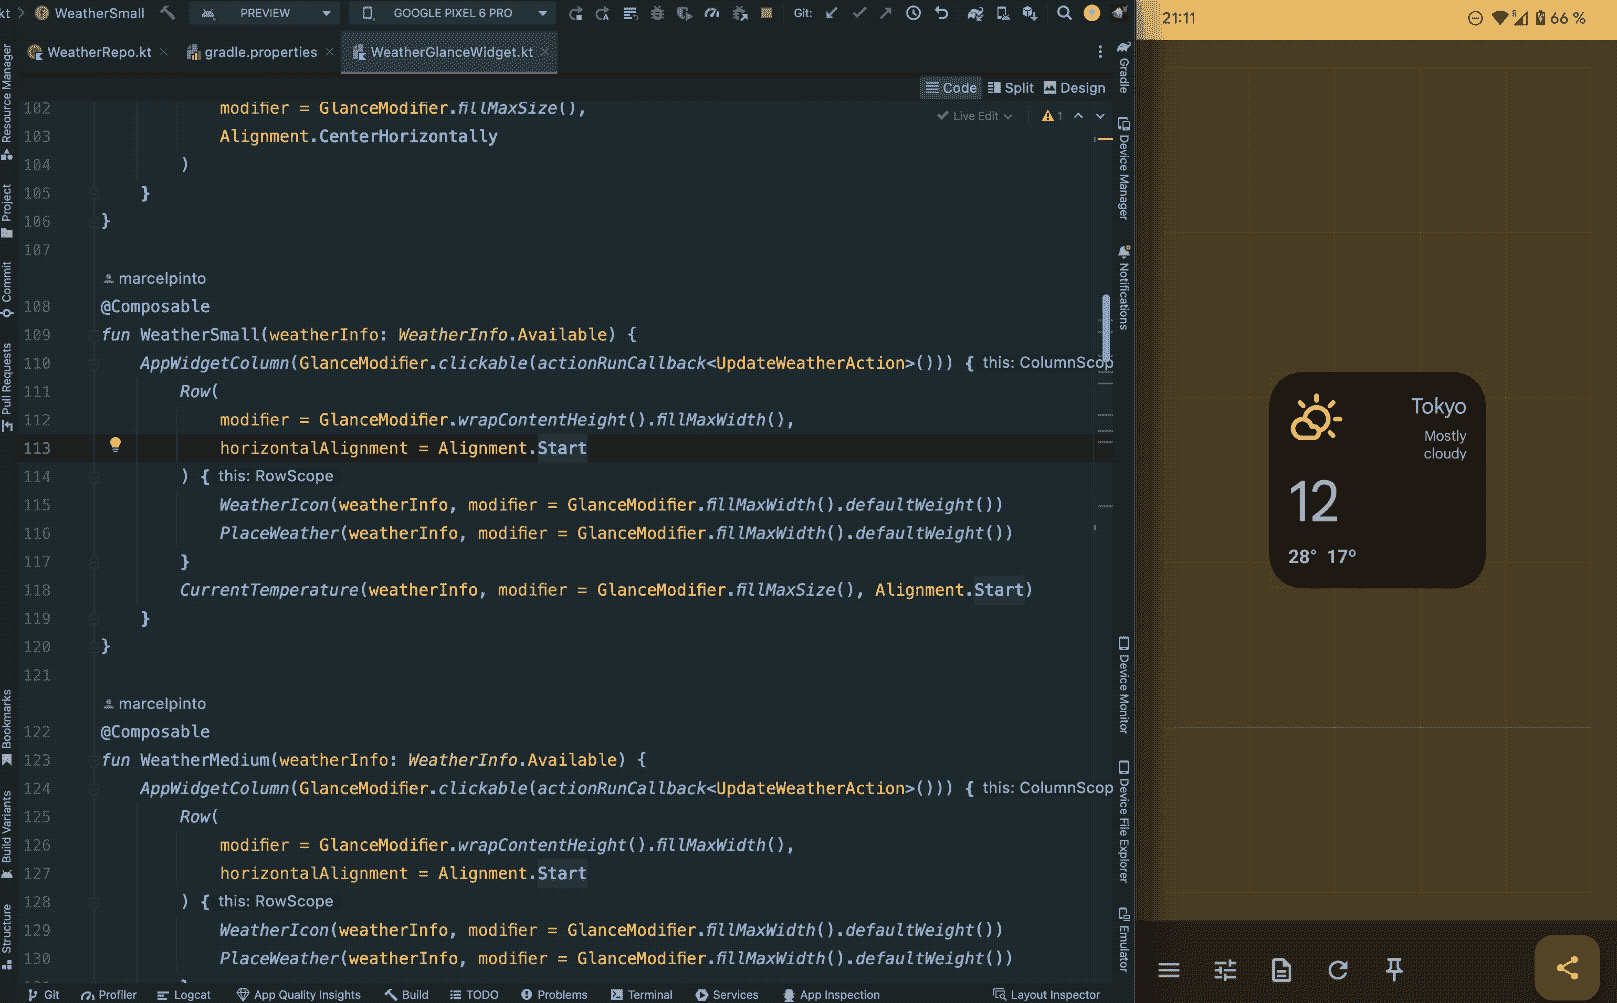 kt
WeatherSmall
PREVIEW
GOOGLE PIXEL 6 PRO
Git:
WeatherRepo.kt
gradle.properties
WeatherGlanceWidget.kt
Code
Split
Design
Live Edit
1
102 modifier = GlanceModifier.fillMaxSize(),
103 Alignment.CenterHorizontally
104 )
105 }
106 }
107
marcelpinto
108 @Composable
109 fun WeatherSmall(weatherInfo: WeatherInfo.Available) {
110 AppWidgetColumn(GlanceModifier.clickable(actionRunCallback<UpdateWeatherAction>())) { this: ColumnScop
111 Row(
112 modifier = GlanceModifier.wrapContentHeight().fillMaxWidth(),
113 horizontalAlignment = Alignment.Start
114 ) { this: RowScope
115 WeatherIcon(weatherInfo, modifier = GlanceModifier.fillMaxWidth().defaultWeight())
116 PlaceWeather(weatherInfo, modifier = GlanceModifier.fillMaxWidth().defaultWeight())
117 }
118 CurrentTemperature(weatherInfo, modifier = GlanceModifier.fillMaxSize(), Alignment.Start)
119 }
120 }
121
marcelpinto
122 @Composable
123 fun WeatherMedium(weatherInfo: WeatherInfo.Available) {
124 AppWidgetColumn(GlanceModifier.clickable(actionRunCallback<UpdateWeatherAction>())) { this: ColumnScop
125 Row(
126 modifier = GlanceModifier.wrapContentHeight().fillMaxWidth(),
127 horizontalAlignment = Alignment.Start
128 ) { this: RowScope
129 WeatherIcon(weatherInfo, modifier = GlanceModifier.fillMaxWidth().defaultWeight())
130 PlaceWeather(weatherInfo, modifier = GlanceModifier.fillMaxWidth().defaultWeight())
Resource Manager
Project
Commit
Pull Requests
Bookmarks
Build Variants
Structure
Gradle
Device Manager
Notifications
Device Monitor
Device File Explorer
Emulator
Git
Profiler
Logcat
App Quality Insights
Build
TODO
Problems
Terminal
Services
App Inspection
Layout Inspector
21:11
66 %
Tokyo
Mostly
cloudy
12
28° 17°